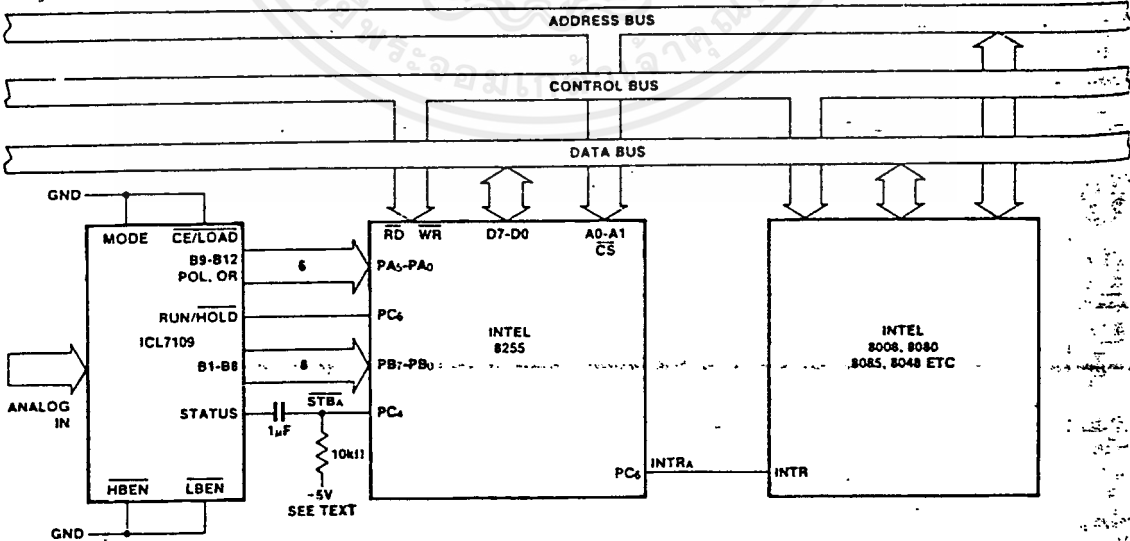 ADDRESS BUS
CONTROL BUS
DATA BUS
GND
MODE
CE/LOAD
B9-B12
POL, OR
6
RUN/HOLD
ICL7109
B1-B8
8
STATUS
HBEN
LBEN
GND
ANALOG
IN
1µF
STBA
10kΩ
-5V
SEE TEXT
RD WR
D7-D0
A0-A1
CS
PA5-PA0
PC6
INTEL
8255
PB7-PB0
PC4
PC6
INTRA
INTR
INTEL
8008, 8080
8085, 8048 ETC